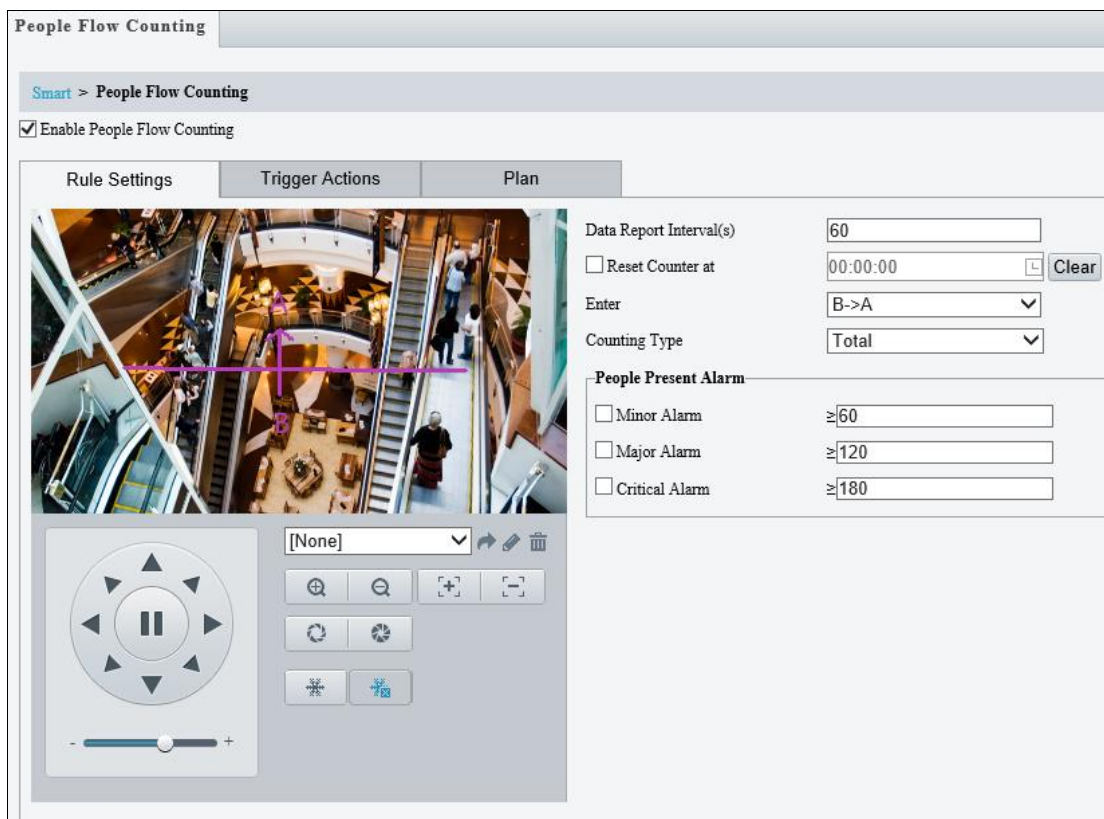 People Flow Counting
Smart > People Flow Counting
Enable People Flow Counting
Rule Settings Trigger Actions Plan
A
B
Data Report Interval(s) 60
Reset Counter at 00:00:00 Clear
Enter B->A
Counting Type Total
People Present Alarm
Minor Alarm ≥60
Major Alarm ≥120
Critical Alarm ≥180
[None]
- +